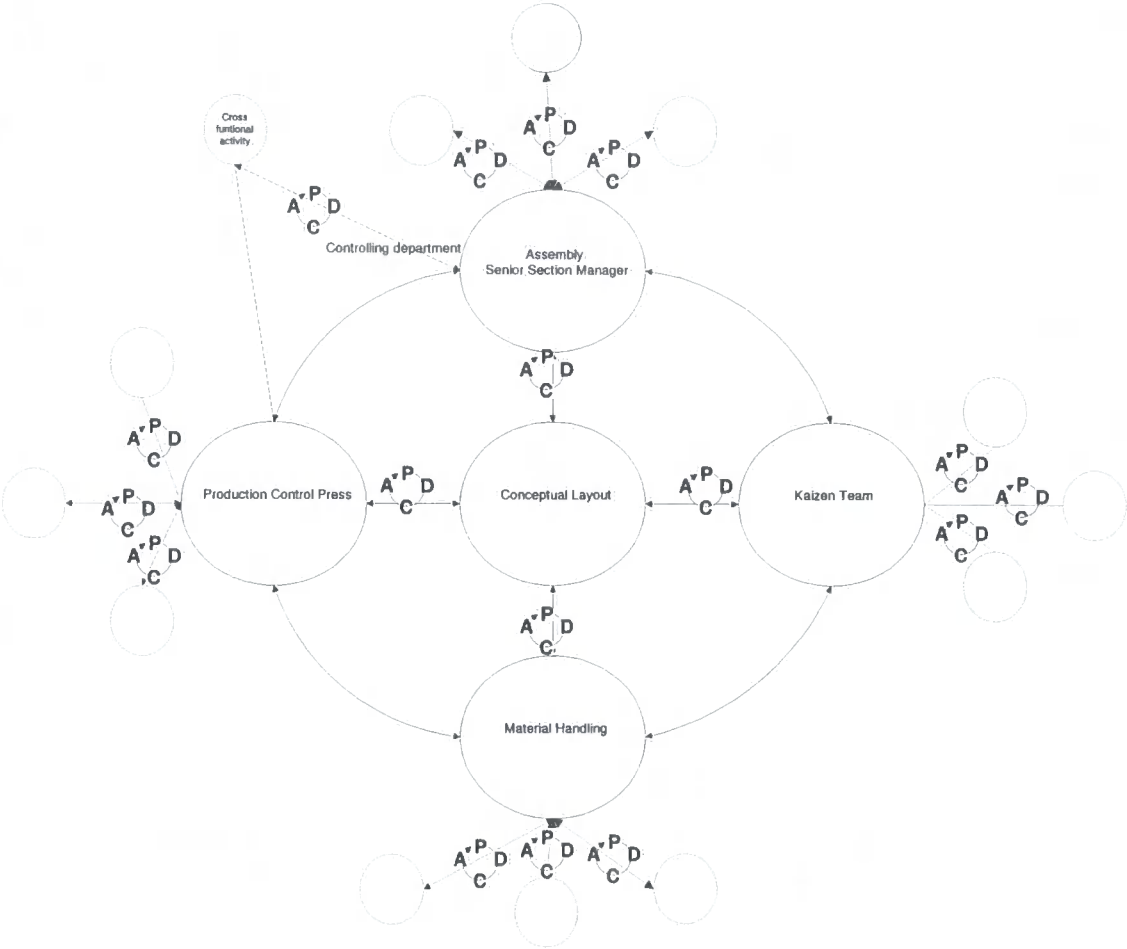 P
A D
C
P
A D
C
P
A D
C
Cross
funtional
activity
P
A D
C
Controlling department
Assembly
Senior Section Manager
P
A D
C
P
A D
C
P
A D
C
P
A D
C
Production Control Press
P
A D
C
Conceptual Layout
P
A D
C
Kaizen Team
P
A D
C
P
A D
C
P
A D
C
P
A D
C
Material Handling
P
A D
C
P
A D
C
P
A D
C